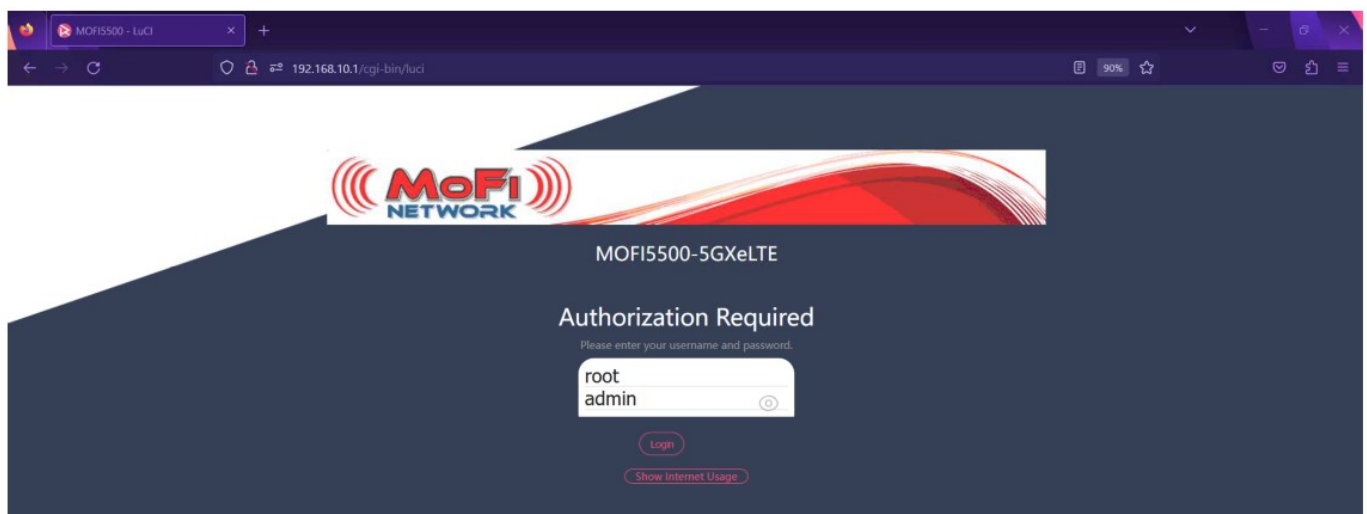 MOFI5500 - LuCI
192.168.10.1/cgi-bin/luci
90%
MoFi
NETWORK
MOFI5500-5GXeLTE
Authorization Required
Please enter your username and password.
root
admin
Login
Show Internet Usage